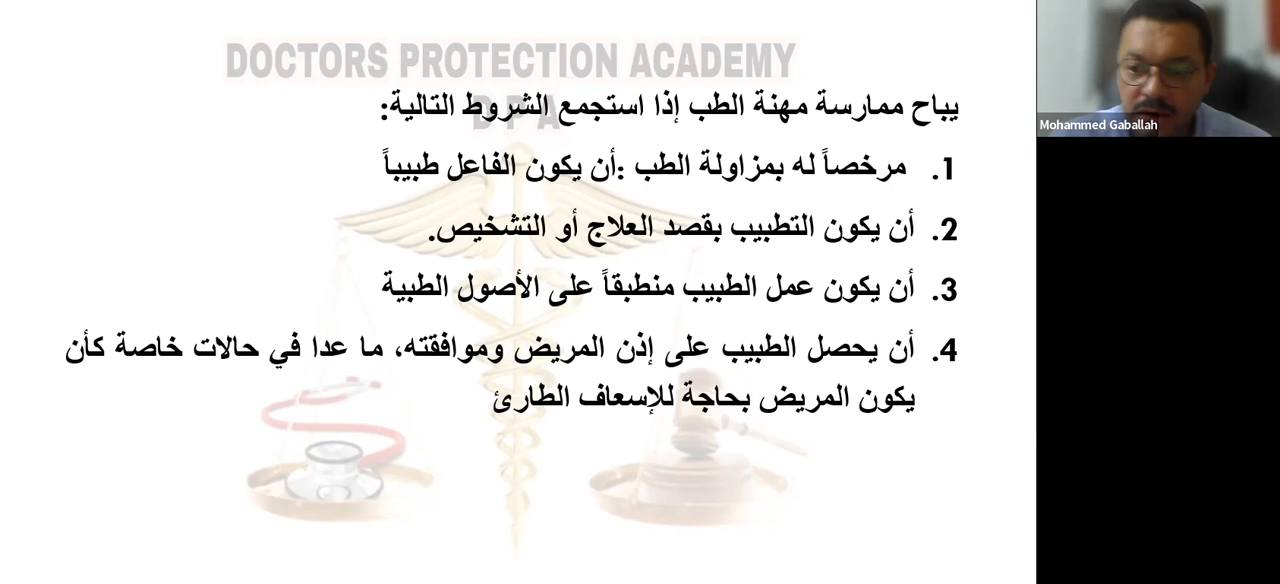 DOCTORS PROTECTION ACADEMY
DPA
يباح ممارسة مهنة الطب إذا استجمع الشروط التالية:
1. مرخصاً له بمزاولة الطب :أن يكون الفاعل طبيباً
2. أن يكون التطبيب بقصد العلاج أو التشخيص.
3. أن يكون عمل الطبيب منطبقاً على الأصول الطبية
4. أن يحصل الطبيب على إذن المريض وموافقته، ما عدا في حالات خاصة كأن
يكون المريض بحاجة للإسعاف الطارئ
Mohammed Gaballah